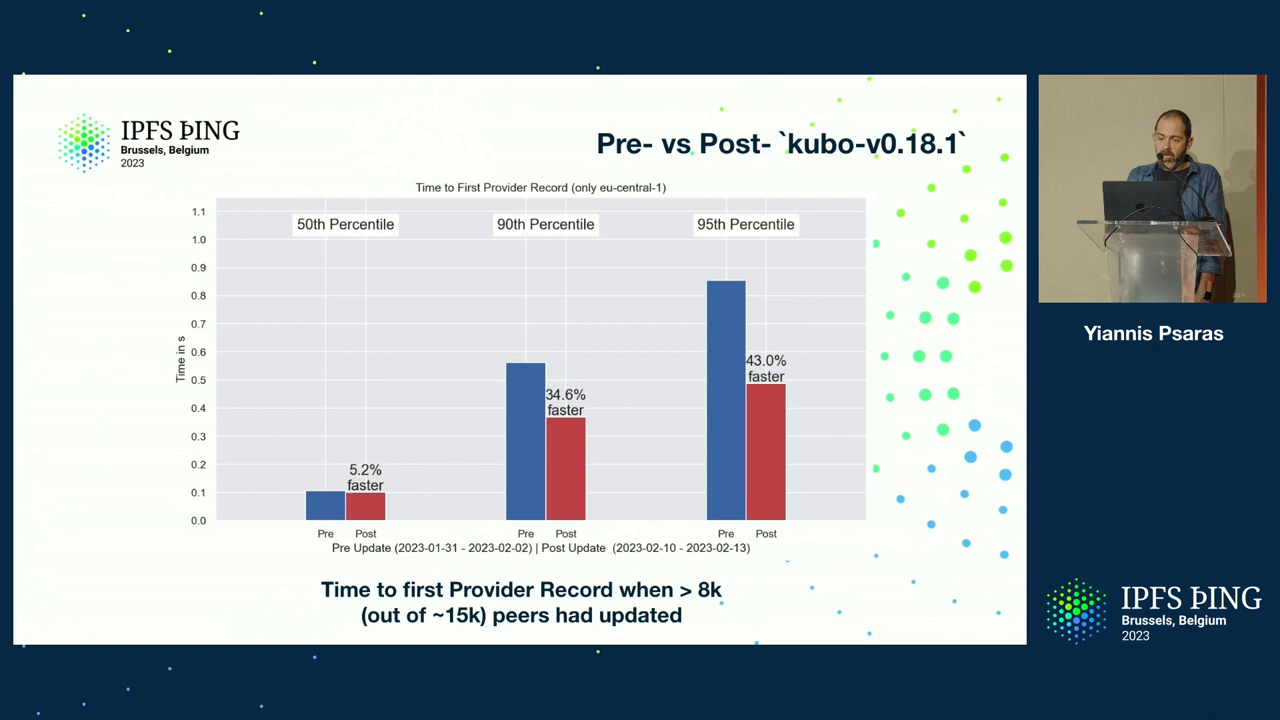 IPFS ÞING
Brussels, Belgium
2023
Pre- vs Post- `kubo-v0.18.1`
Time to First Provider Record (only eu-central-1)
50th Percentile
90th Percentile
95th Percentile
Time in s
1.1
1.0
0.9
0.8
0.7
0.6
0.5
0.4
0.3
0.2
0.1
0.0
5.2%
faster
34.6%
faster
43.0%
faster
Pre Post Pre Post Pre Post
Pre Update (2023-01-31 - 2023-02-02) | Post Update (2023-02-10 - 2023-02-13)
Time to first Provider Record when > 8k
(out of ~15k) peers had updated
Yiannis Psaras
IPFS ÞING
Brussels, Belgium
2023